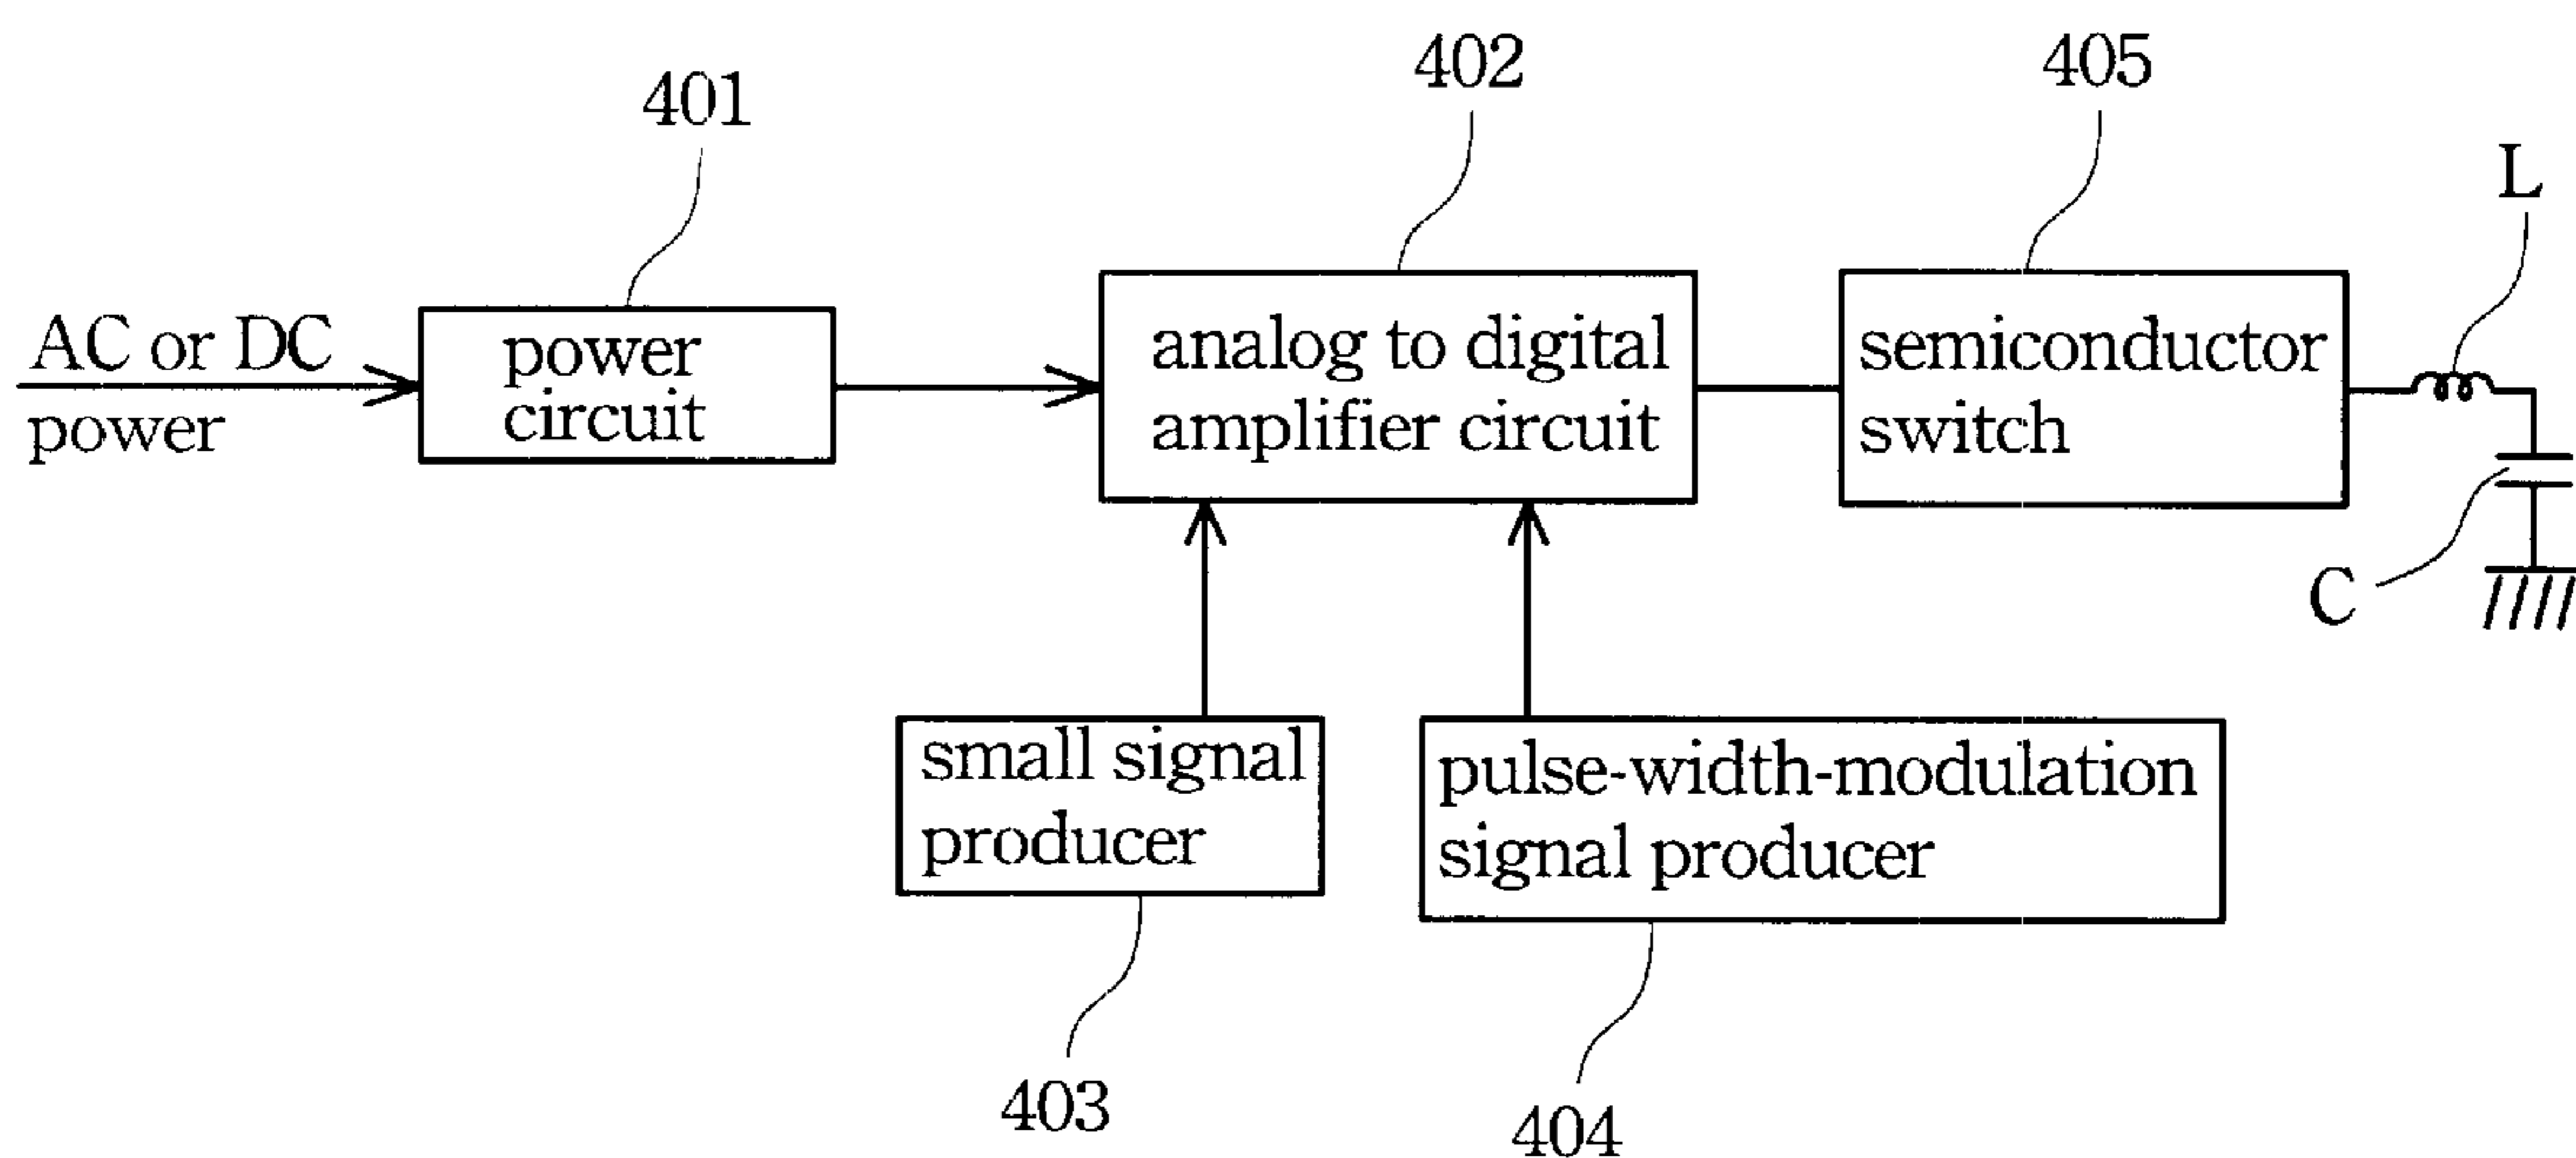 402
405
401
L
AC or DC
power
power
circuit
analog to digital
amplifier circuit
semiconductor
switch
C
small signal
producer
pulse-width-modulation
signal producer
403
404